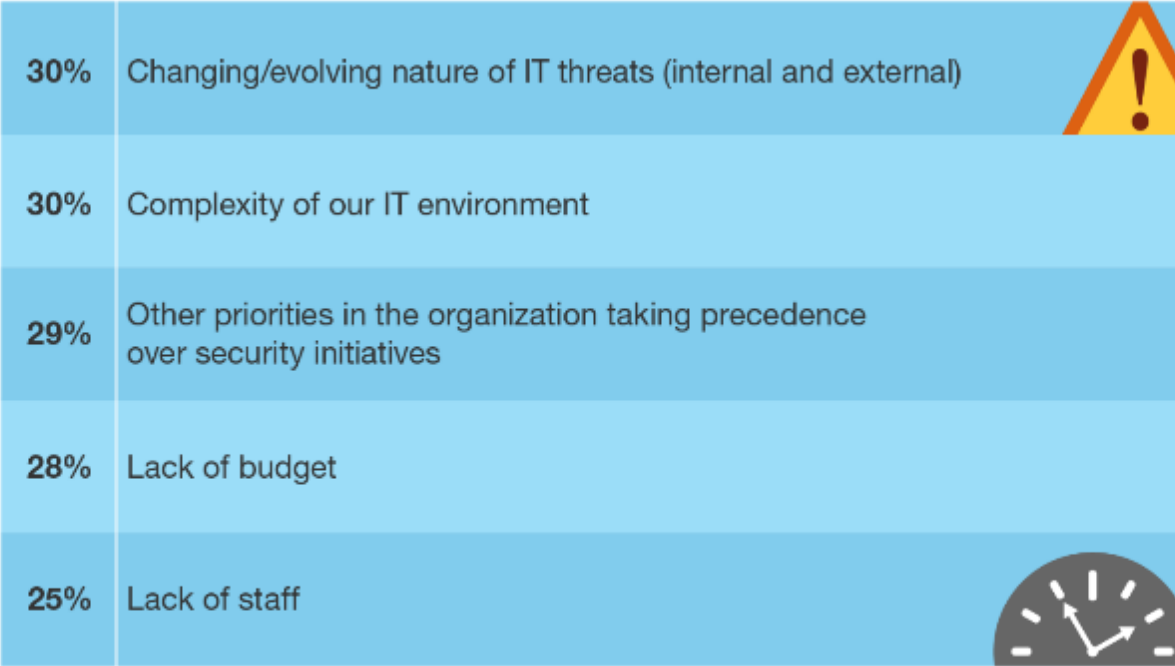 30% Changing/evolving nature of IT threats (internal and external)
30% Complexity of our IT environment
29% Other priorities in the organization taking precedence
over security initiatives
28% Lack of budget
25% Lack of staff